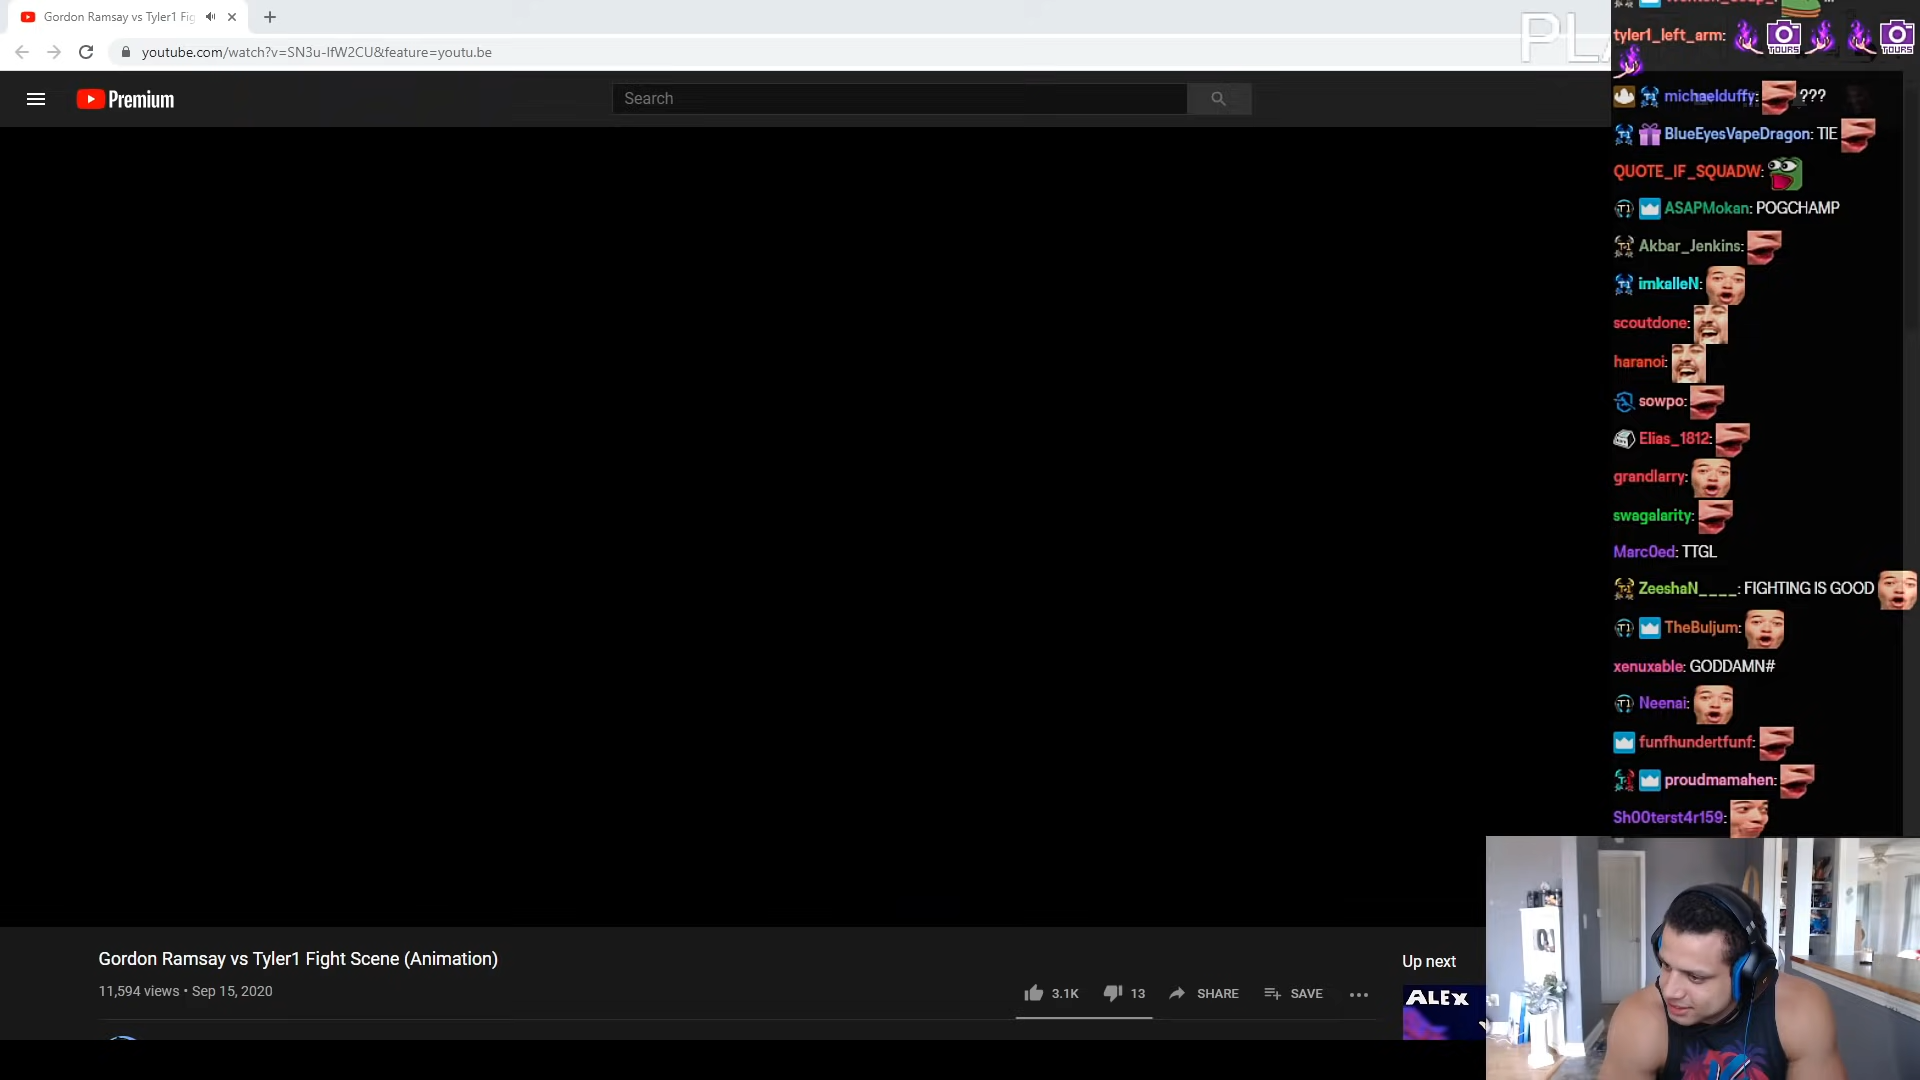 Gordon Ramsay vs Tyler1 Fig
youtube.com/watch?v=SN3u-IfW2CU&feature=youtu.be
PLA
Premium
Search
tyler1_left_arm:
TOURS
TOURS
michaelduffy: ???
BlueEyesVapeDragon: TIE
QUOTE_IF_SQUADW:
ASAPMokan: POGCHAMP
Akbar_Jenkins:
imkalleN:
scoutdone:
haranoi:
sowpo:
Elias_1812:
grandlarry:
swagalarity:
Marc0ed: TTGL
ZeeshaN____: FIGHTING IS GOOD
TheBuljum:
xenuxable: GODDAMN#
Neenai:
funfhundertfunf:
proudmamahen:
Sh00terst4r159:
Gordon Ramsay vs Tyler1 Fight Scene (Animation)
11,594 views • Sep 15, 2020
3.1K
13
SHARE
SAVE
Up next
ALEX